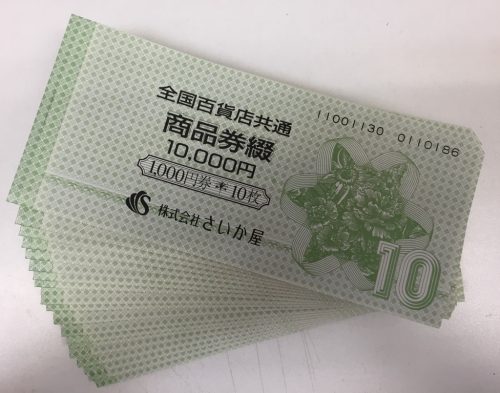 全国百貨店共通
商品券綴
10,000円
1,000円券＊10枚
株式会社さいか屋
11001130 0110186
10